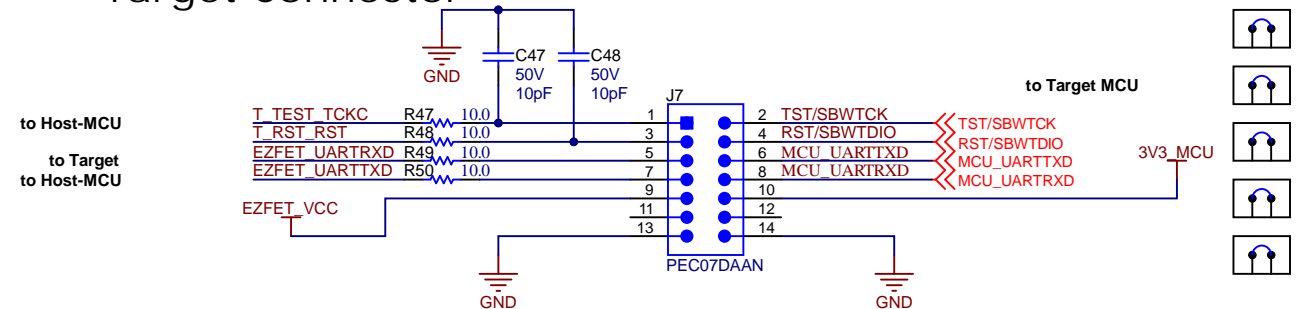 Target connector
C47
50V
10pF
C48
50V
10pF
GND
to Target MCU
J7
to Host-MCU
T_TEST_TCKC R47 10.0 1 2 TST/SBWTCK TST/SBWTCK
T_RST_RST R48 10.0 3 4 RST/SBWTDIO RST/SBWTDIO
to Target EZFET_UARTRXD R49 10.0 5 6 MCU_UARTTXD MCU_UARTTXD
to Host-MCU EZFET_UARTTXD R50 10.0 7 8 MCU_UARTRXD MCU_UARTRXD
3V3_MCU
9 10
EZFET_VCC
11 12
13 14
PEC07DAAN
GND
GND